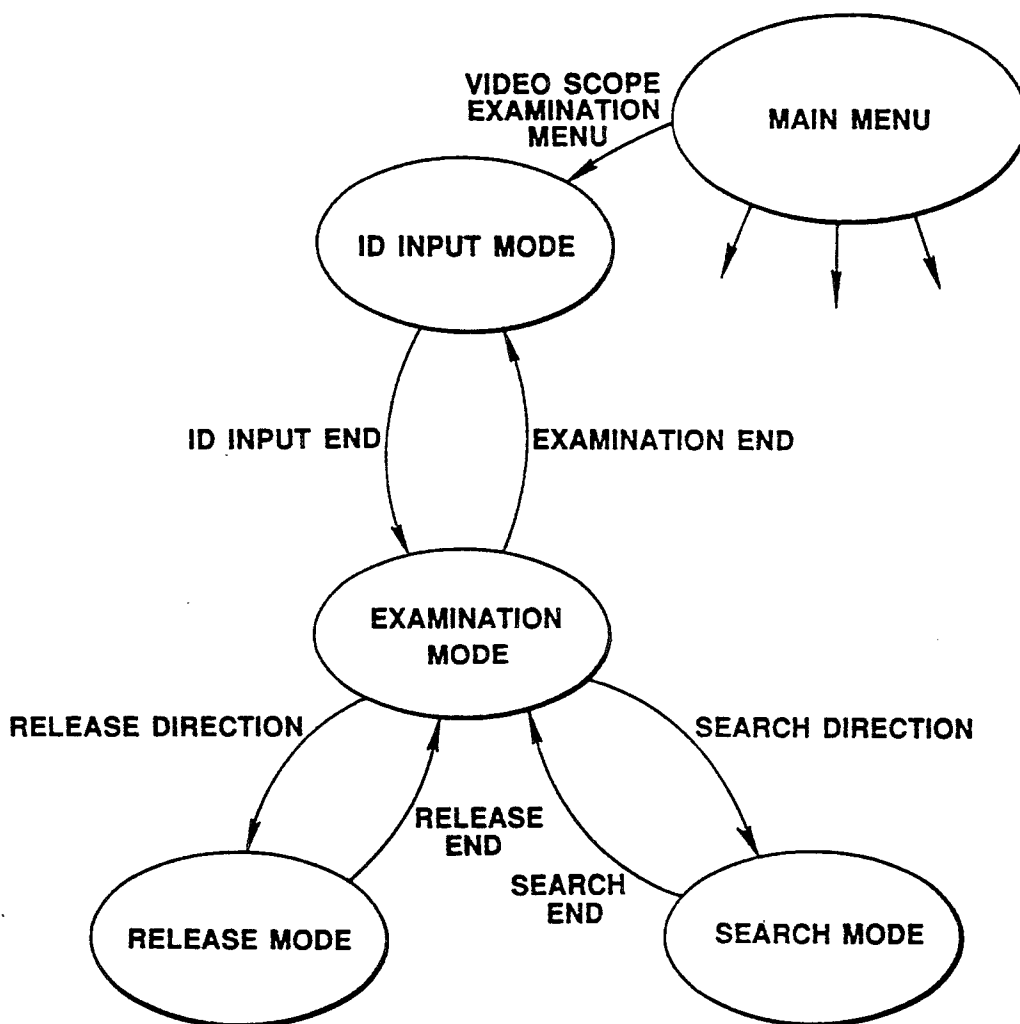 VIDEO SCOPE
EXAMINATION
MENU
MAIN MENU
ID INPUT MODE
ID INPUT END
EXAMINATION END
EXAMINATION
MODE
RELEASE DIRECTION
SEARCH DIRECTION
RELEASE
END
SEARCH
END
RELEASE MODE
SEARCH MODE